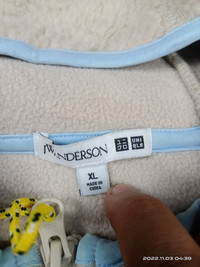 JW ANDERSON
UNI
QLO
XL
MADE IN
CHINA
2022.11.03 04:39